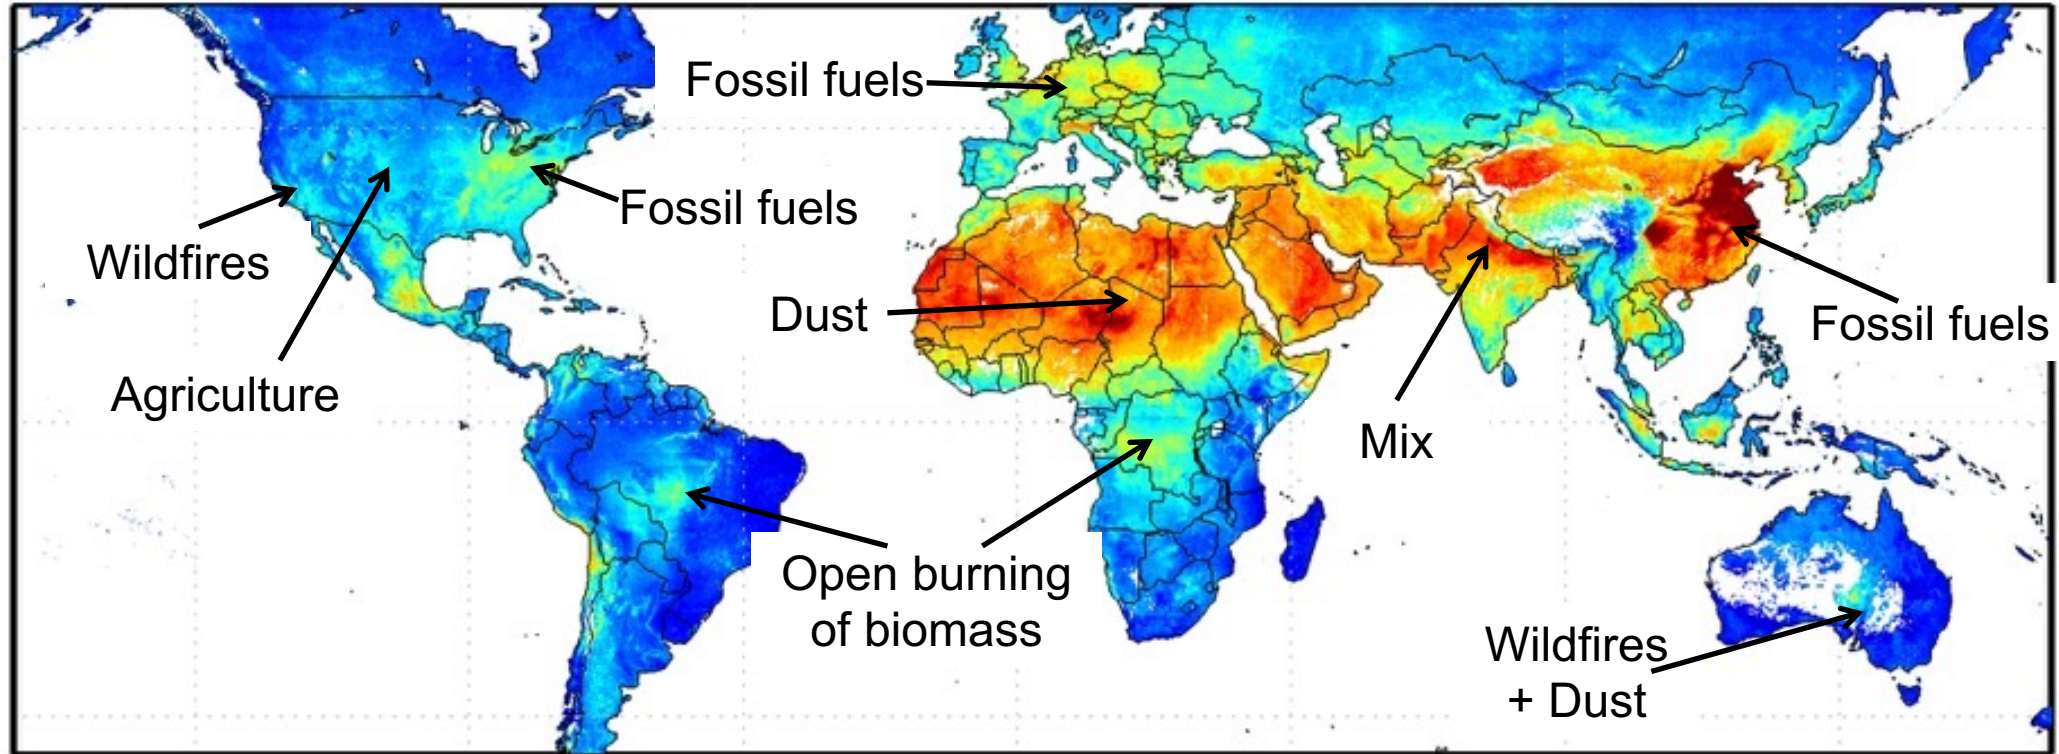 Fossil fuels
Fossil fuels
Wildfires
Dust
Fossil fuels
Agriculture
Mix
Open burning
of biomass
Wildfires
+ Dust